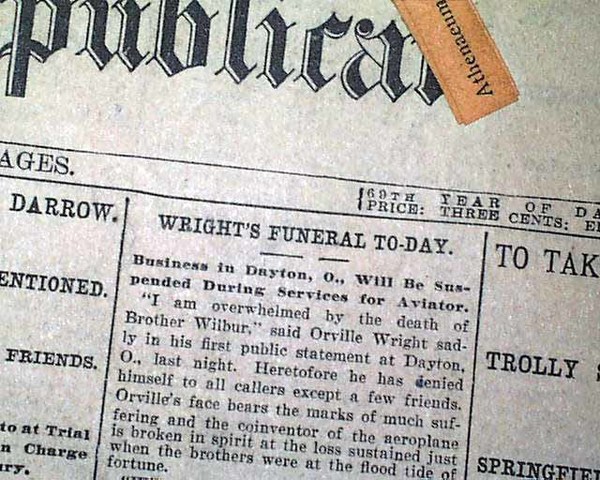 publica
Athenaeum
AGES.
69TH YEAR OF DA
PRICE: THREE CENTS:
DARROW.
ENTIONED.
FRIENDS.
to at Trial
n Charge
ury.
WRIGHT'S FUNERAL TO-DAY.
Business in Dayton, O., Will Be Sus-
pended During Services for Aviator.
"I am overwhelmed by the death of
Brother Wilbur," said Orville Wright sad-
ly in his first public statement at Dayton,
O., last night. Heretofore he has denied
himself to all callers except a few friends.
Orville's face bears the marks of much suf-
fering and the coinventor of the aeroplane
is broken in spirit at the loss sustained just
when the brothers were at the flood tide of
fortune.
TO TAK
TROLLY S
SPRINGFIE